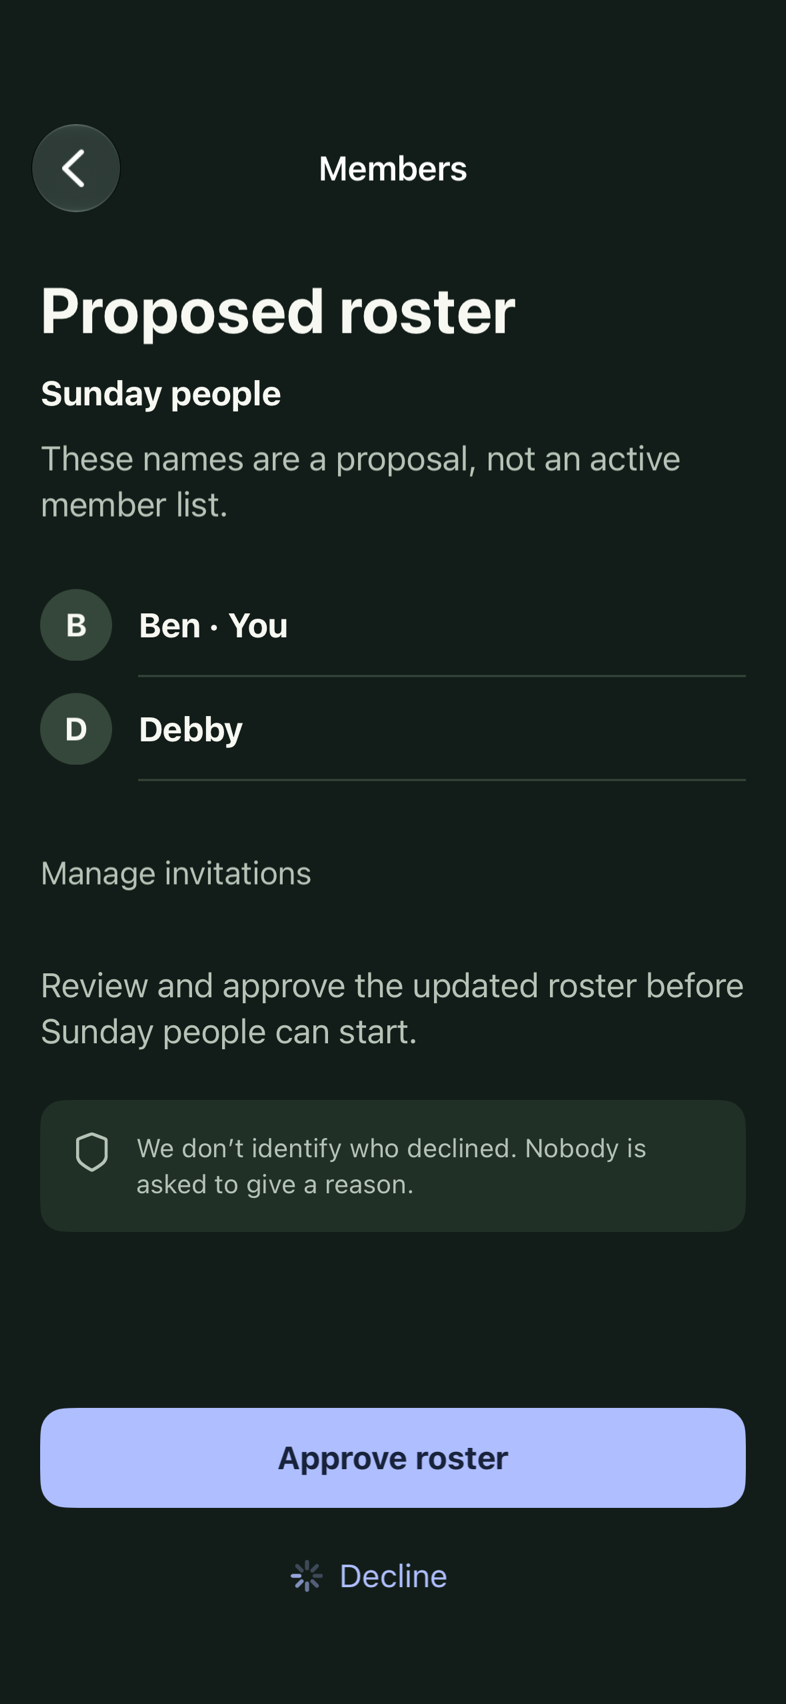 Members
Proposed roster
Sunday people
These names are a proposal, not an active
member list.
B
Ben · You
D
Debby
Manage invitations
Review and approve the updated roster before
Sunday people can start.
We don’t identify who declined. Nobody is
asked to give a reason.
Approve roster
Decline